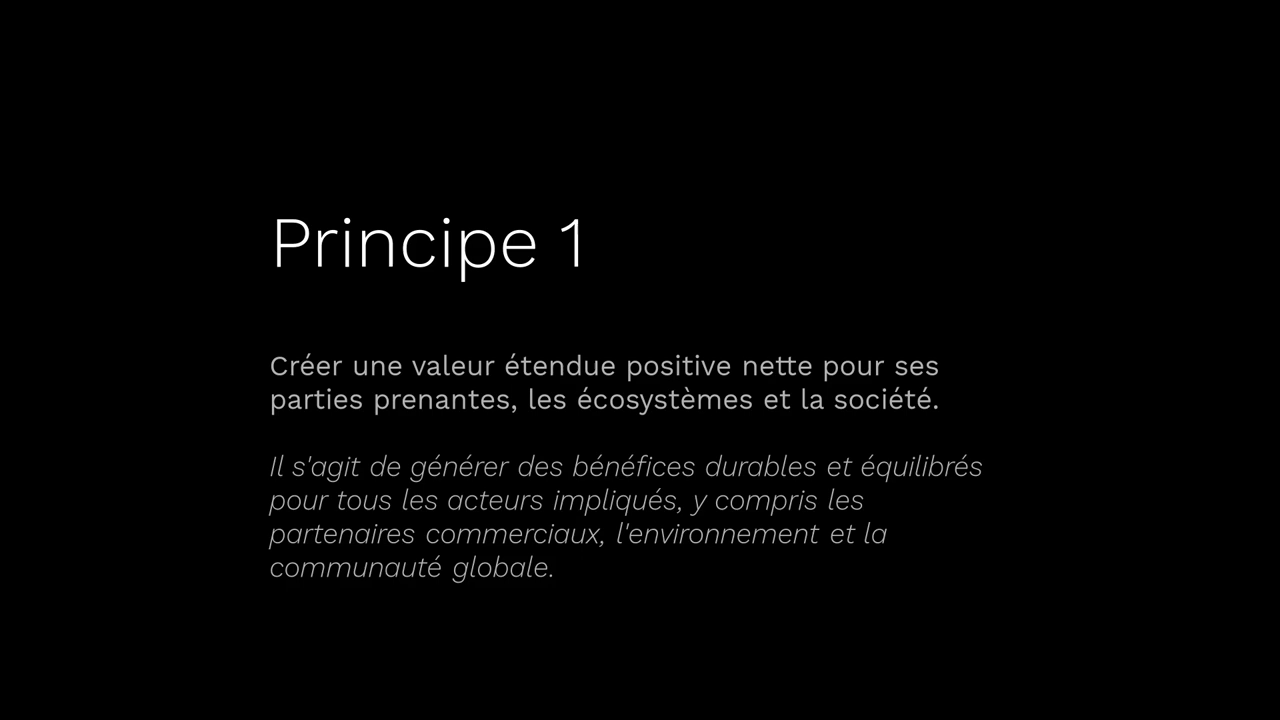 Principe 1
Créer une valeur étendue positive nette pour ses
parties prenantes, les écosystèmes et la société.
Il s'agit de générer des bénéfices durables et équilibrés
pour tous les acteurs impliqués, y compris les
partenaires commerciaux, l'environnement et la
communauté globale.